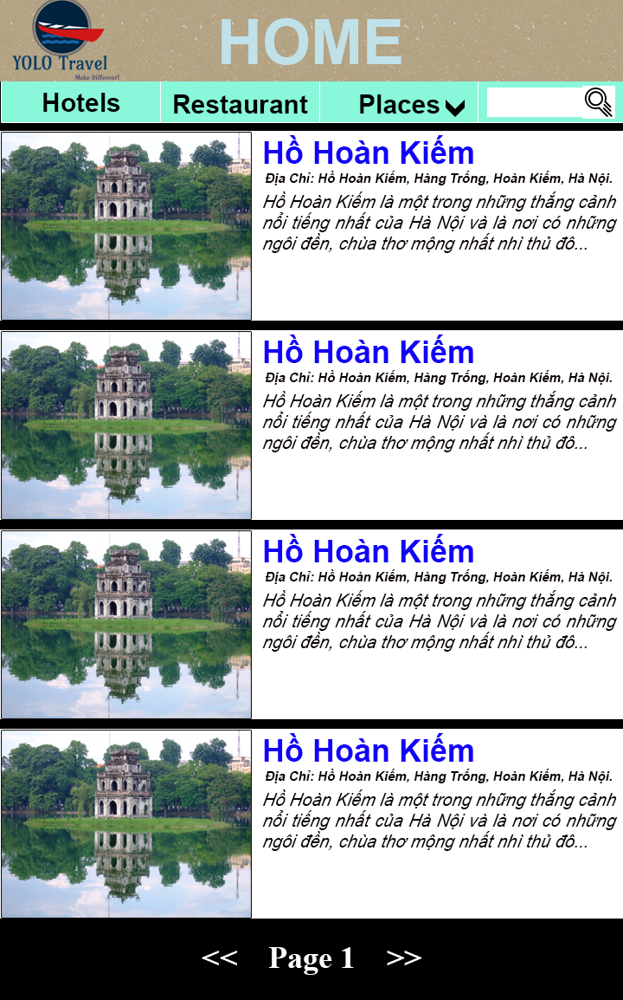 YOLO Travel
Make Different!
HOME
Hotels
Restaurant
Places
Hồ Hoàn Kiếm
Địa Chỉ: Hồ Hoàn Kiếm, Hàng Trống, Hoàn Kiếm, Hà Nội.
Hồ Hoàn Kiếm là một trong những thắng cảnh
nổi tiếng nhất của Hà Nội và là nơi có những
ngôi đền, chùa thơ mộng nhất nhì thủ đô...
Hồ Hoàn Kiếm
Địa Chỉ: Hồ Hoàn Kiếm, Hàng Trống, Hoàn Kiếm, Hà Nội.
Hồ Hoàn Kiếm là một trong những thắng cảnh
nổi tiếng nhất của Hà Nội và là nơi có những
ngôi đền, chùa thơ mộng nhất nhì thủ đô...
Hồ Hoàn Kiếm
Địa Chỉ: Hồ Hoàn Kiếm, Hàng Trống, Hoàn Kiếm, Hà Nội.
Hồ Hoàn Kiếm là một trong những thắng cảnh
nổi tiếng nhất của Hà Nội và là nơi có những
ngôi đền, chùa thơ mộng nhất nhì thủ đô...
Hồ Hoàn Kiếm
Địa Chỉ: Hồ Hoàn Kiếm, Hàng Trống, Hoàn Kiếm, Hà Nội.
Hồ Hoàn Kiếm là một trong những thắng cảnh
nổi tiếng nhất của Hà Nội và là nơi có những
ngôi đền, chùa thơ mộng nhất nhì thủ đô...
<< Page 1 >>